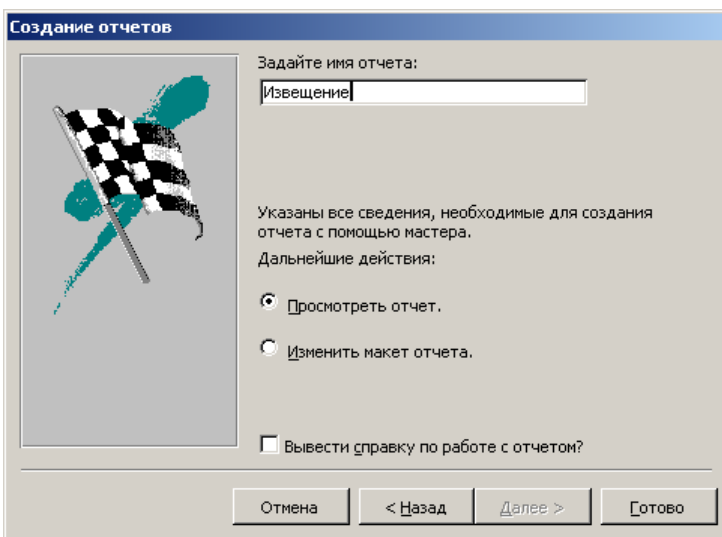 Создание отчетов
Задайте имя отчета:
Извещение
Указаны все сведения, необходимые для создания
отчета с помощью мастера.
Дальнейшие действия:
Просмотреть отчет.
Изменить макет отчета.
Вывести справку по работе с отчетом?
Отмена
< Назад
Далее >
Готово